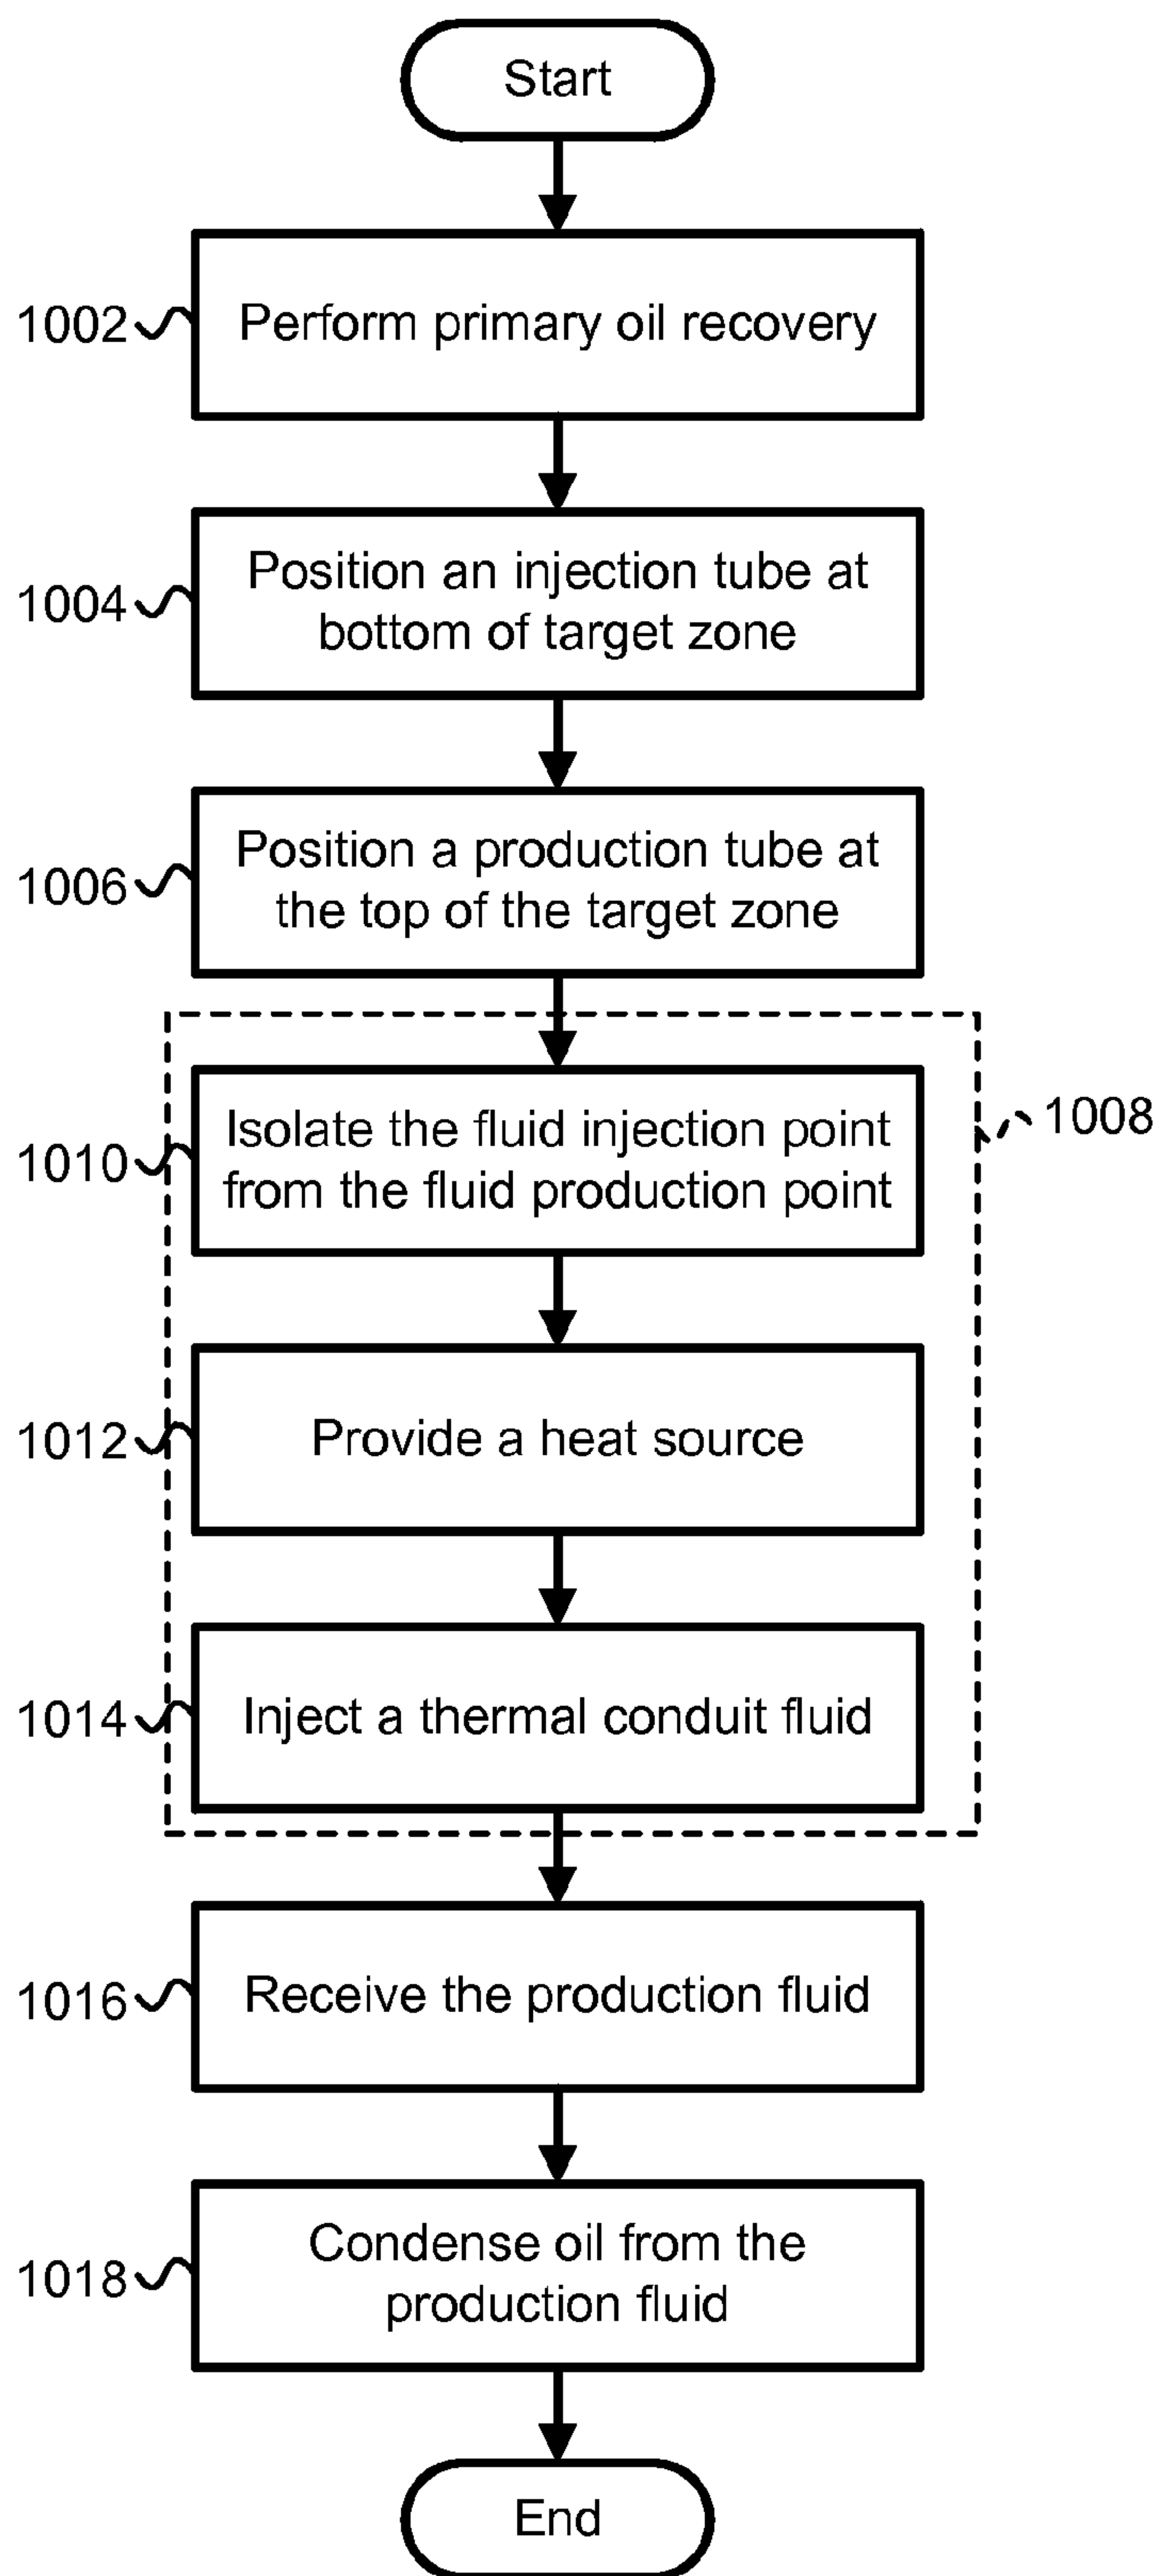 Start
1002
Perform primary oil recovery
1004
Position an injection tube at
bottom of target zone
1006
Position a production tube at
the top of the target zone
1008
1010
Isolate the fluid injection point
from the fluid production point
1012
Provide a heat source
1014
Inject a thermal conduit fluid
1016
Receive the production fluid
1018
Condense oil from the
production fluid
End